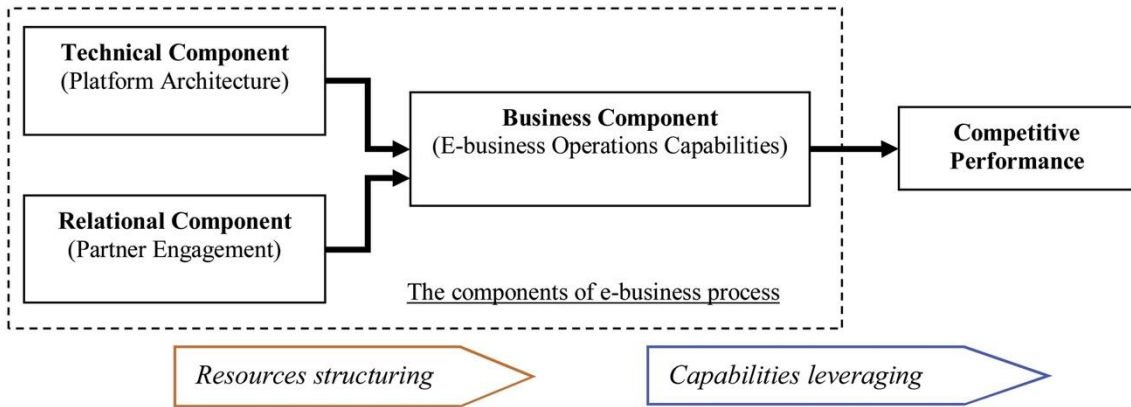 Technical Component
(Platform Architecture)
Relational Component
(Partner Engagement)
Business Component
(E-business Operations Capabilities)
Competitive
Performance
The components of e-business process
Resources structuring
Capabilities leveraging